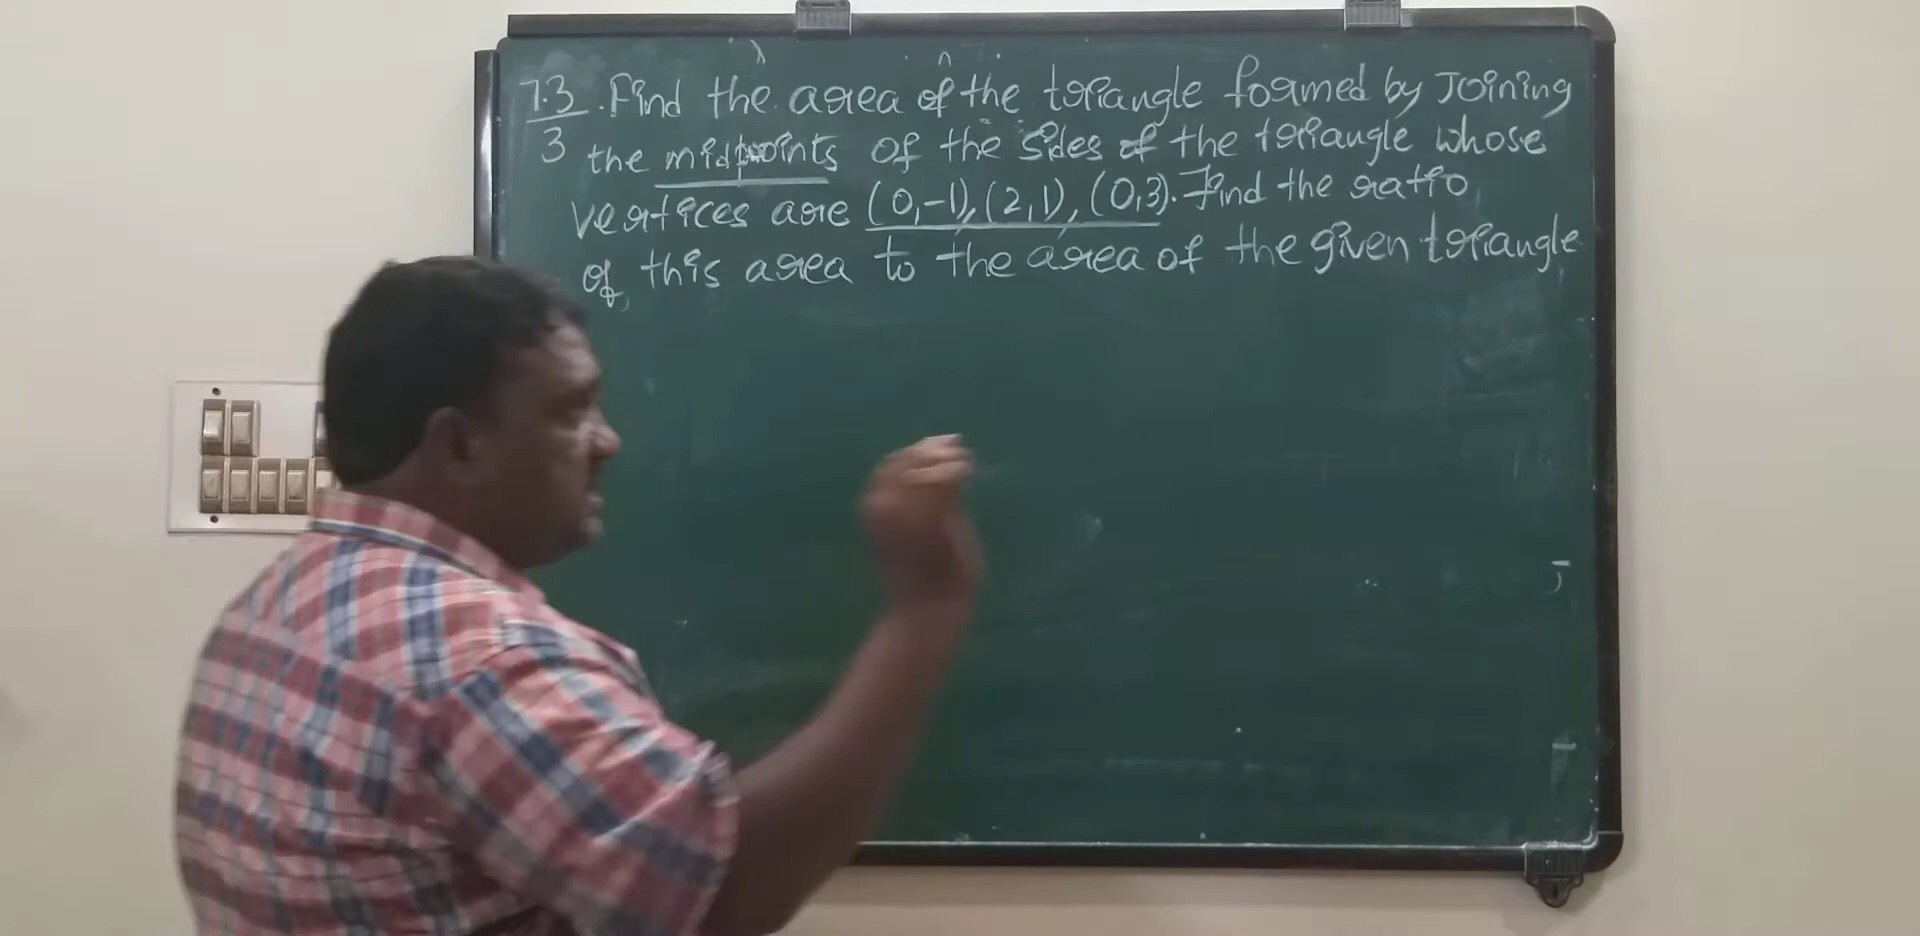 7.3/3 . Find the area of the triangle formed by Joining
the midpoints of the sides of the triangle whose
vertices are (0,-1), (2,1), (0,3). Find the ratio
of this area to the area of the given triangle